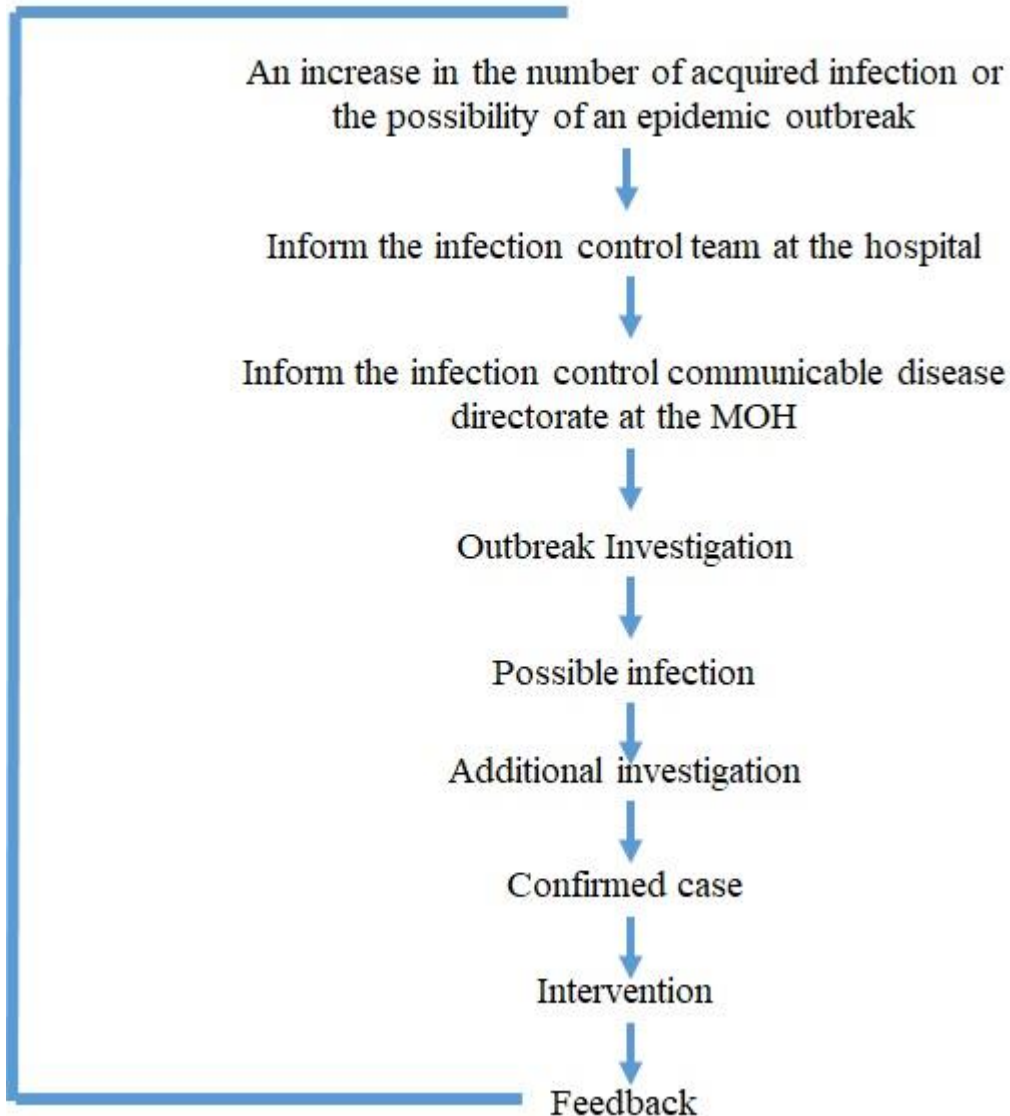 An increase in the number of acquired infection or
the possibility of an epidemic outbreak
Inform the infection control team at the hospital
Inform the infection control communicable disease
directorate at the MOH
Outbreak Investigation
Possible infection
Additional investigation
Confirmed case
Intervention
Feedback